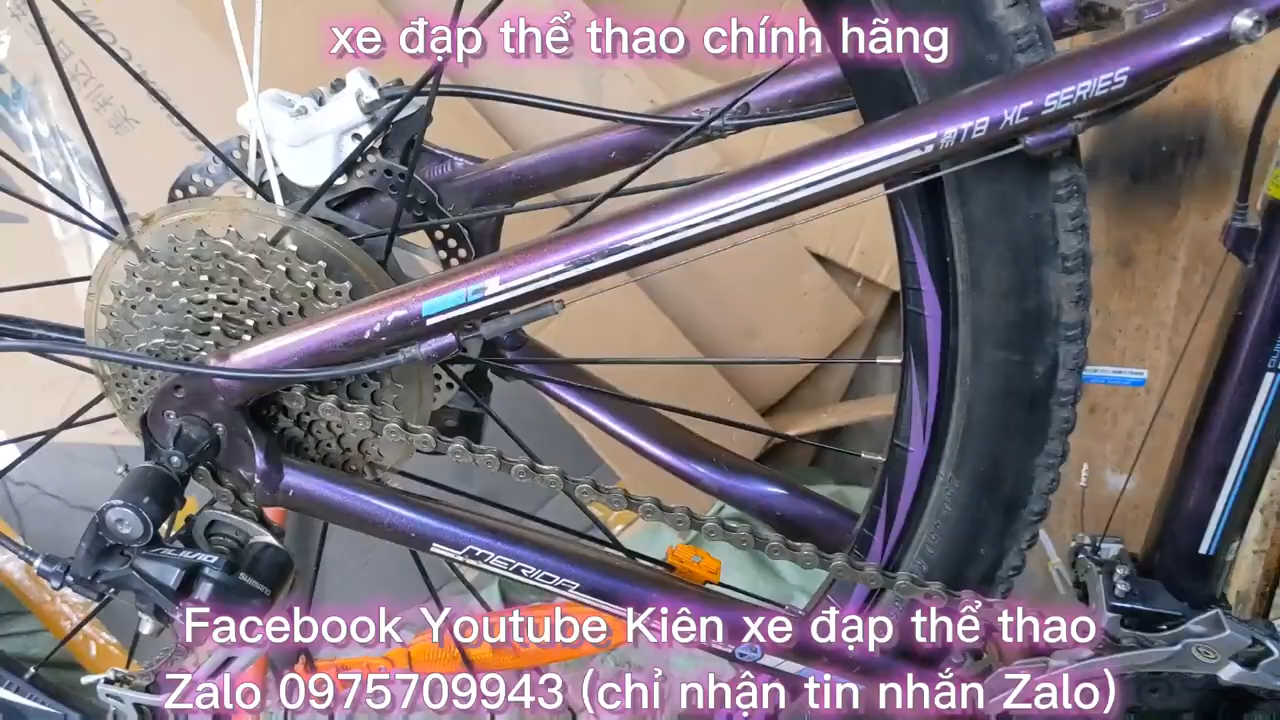 xe đạp thể thao chính hãng
MTB XC SERIES
MERIDA
ALIVIO
SHIMANO
Facebook Youtube Kiên xe đạp thể thao
Zalo 0975709943 (chỉ nhận tin nhắn Zalo)